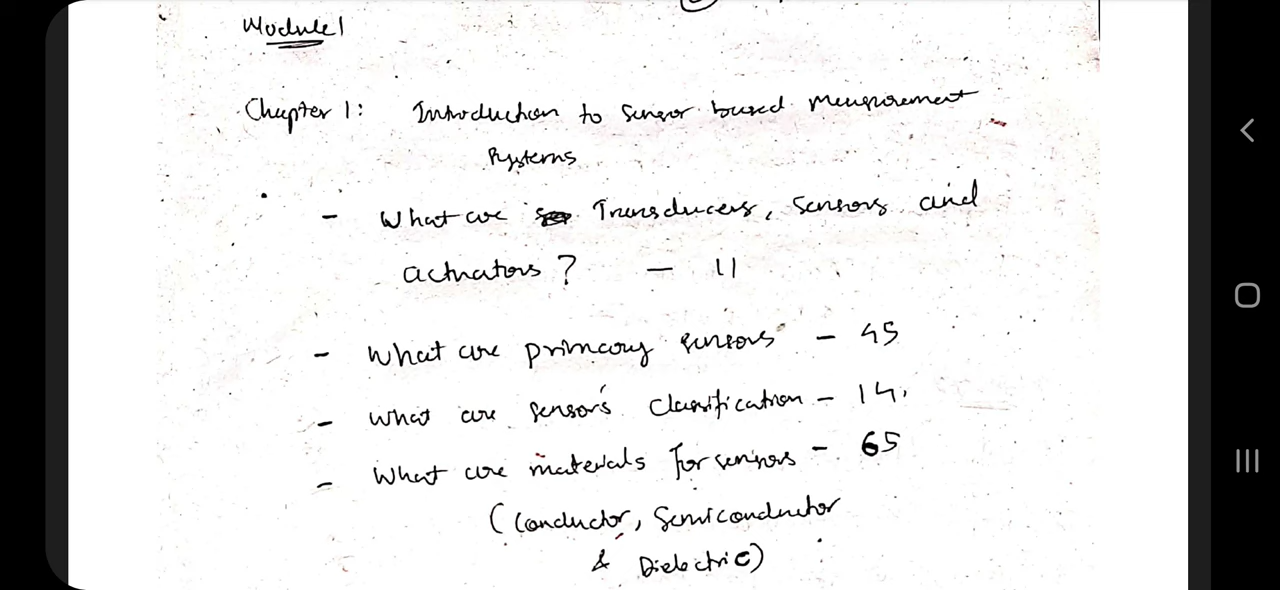 Module 1
Chapter 1: Introduction to Sensor based Measurement
Systems
- What are Transducers, Sensors and
actuators? - 11
- What are primary sensors - 45
- What are sensors classification - 14.
- What are materials for sensors - 65
(Conductor, Semiconductor
& Dielectric)